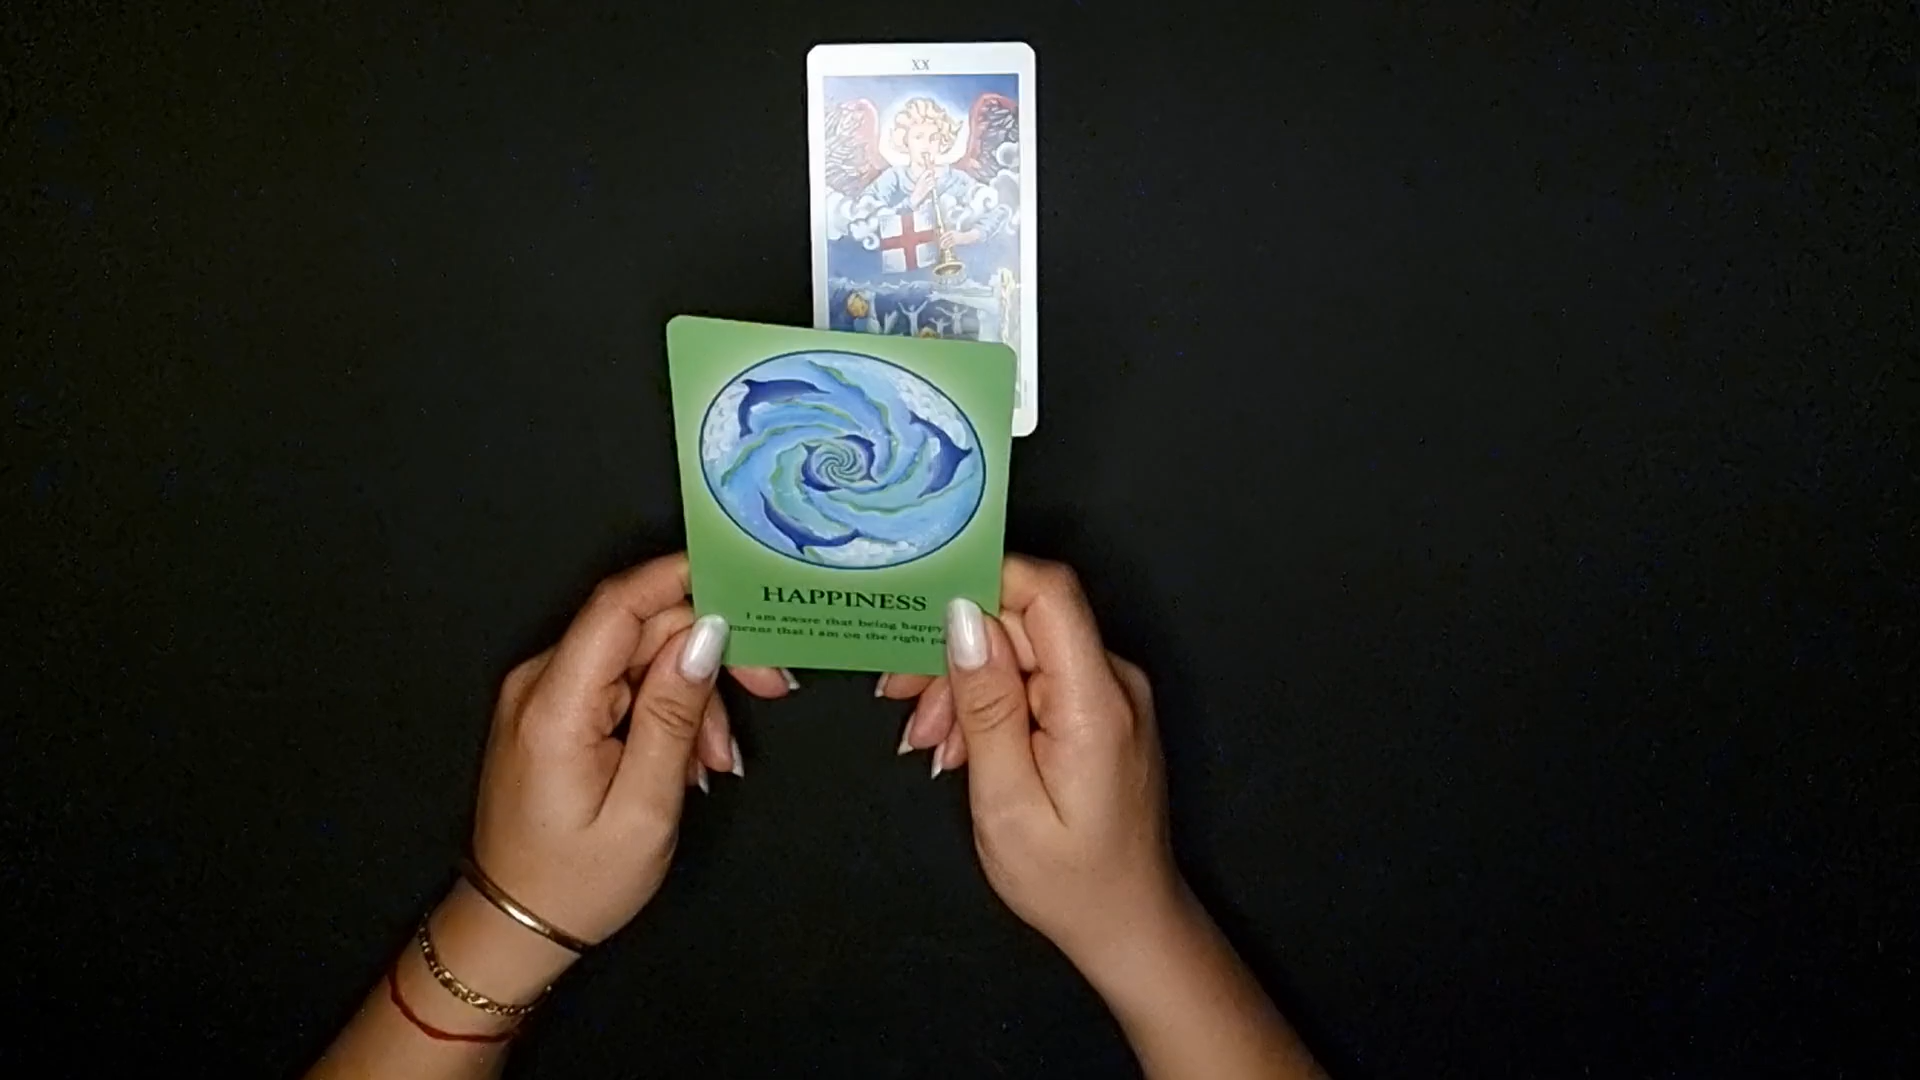 XX
HAPPINESS
I am aware that being happy
means that I am on the right pa